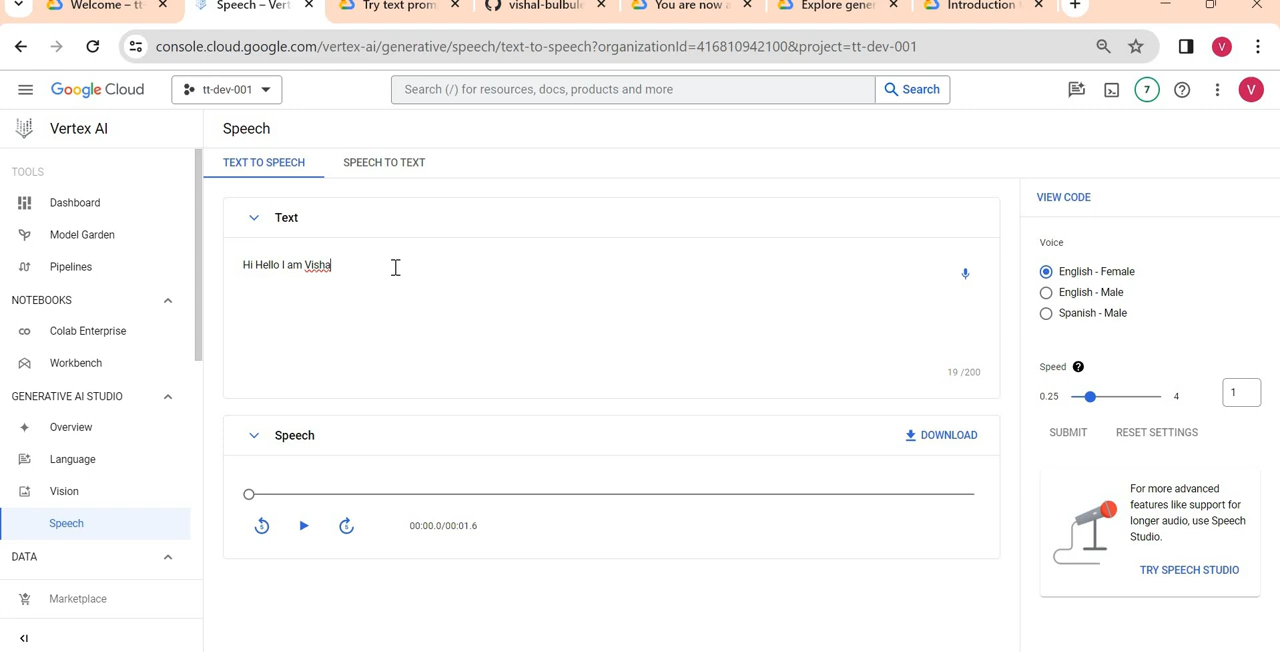 Welcome – tt
Speech – Vert
Try text prom
vishal-bulbule
You are now a
Explore gener
Introduction
console.cloud.google.com/vertex-ai/generative/speech/text-to-speech?organizationId=416810942100&project=tt-dev-001
V
Google Cloud
tt-dev-001
Search (/) for resources, docs, products and more
Search
7
V
Vertex AI
Speech
TOOLS
Dashboard
Model Garden
Pipelines
NOTEBOOKS
Colab Enterprise
Workbench
GENERATIVE AI STUDIO
Overview
Language
Vision
Speech
DATA
Marketplace
TEXT TO SPEECH
SPEECH TO TEXT
Text
Hi Hello I am Visha
19 /200
Speech
DOWNLOAD
5
5
00:00.0/00:01.6
VIEW CODE
Voice
English - Female
English - Male
Spanish - Male
Speed
0.25
4
1
SUBMIT
RESET SETTINGS
For more advanced
features like support for
longer audio, use Speech
Studio.
TRY SPEECH STUDIO